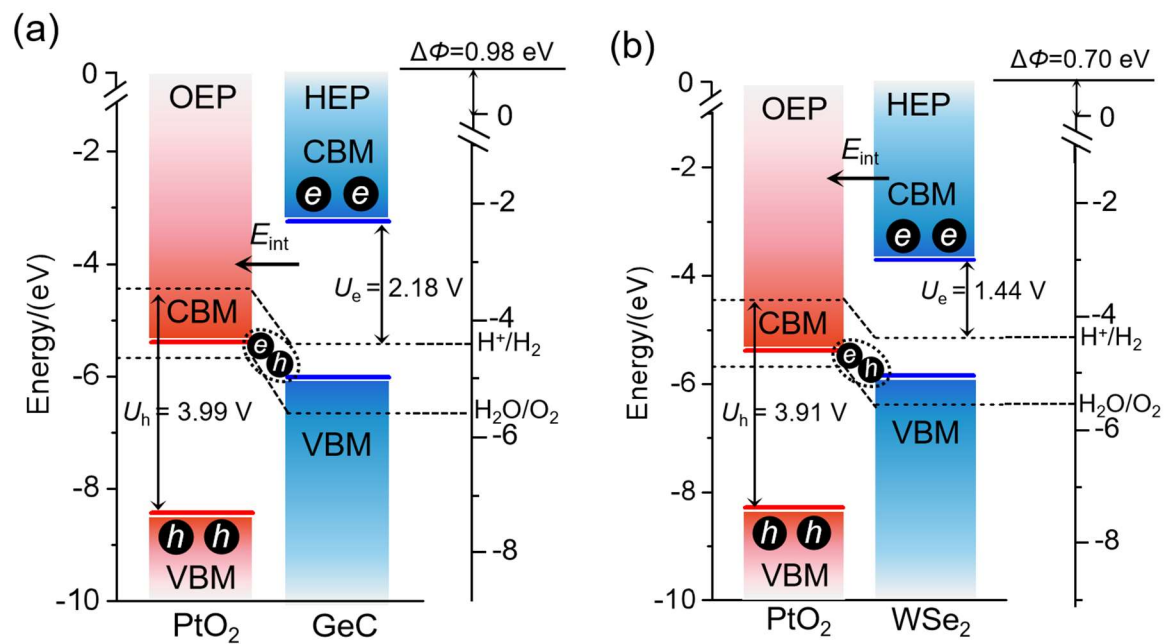 (a)
ΔΦ=0.98 eV
0
OEP
HEP
0
-2
CBM
e e
-2
E_int
-4
U_e = 2.18 V
CBM
-4
e
H⁺/H₂
h
-6
Energy/(eV)
U_h = 3.99 V
H₂O/O₂
VBM
-6
-8
h h
-8
VBM
-10
PtO₂
GeC
(b)
ΔΦ=0.70 eV
0
OEP
HEP
0
-2
E_int
CBM
-2
e e
-4
U_e = 1.44 V
CBM
-4
H⁺/H₂
e
h
-6
Energy/(eV)
U_h = 3.91 V
H₂O/O₂
VBM
-6
-8
h h
-8
VBM
-10
PtO₂
WSe₂